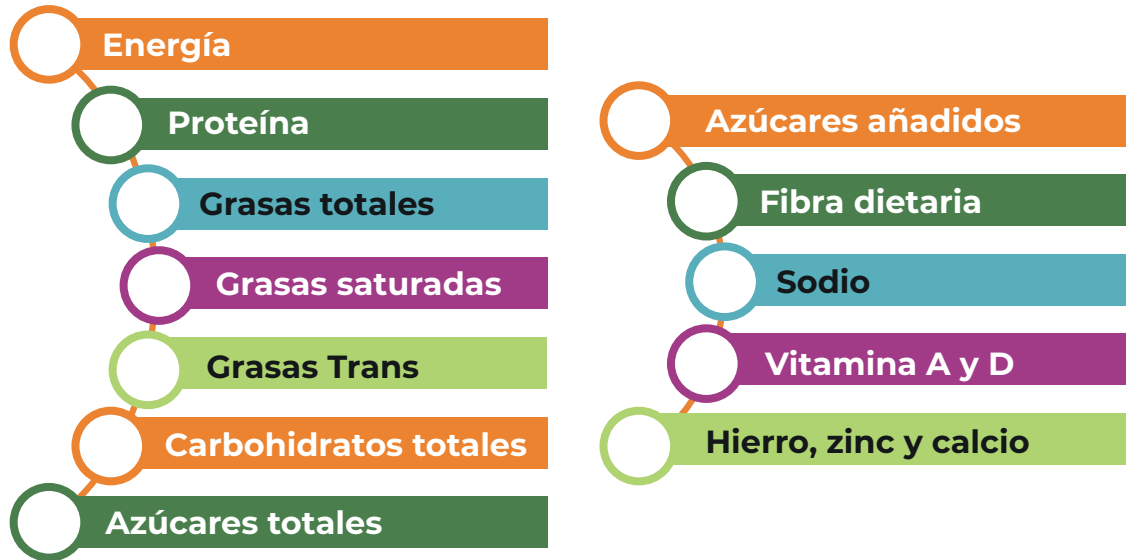 Energía
Proteína
Grasas totales
Grasas saturadas
Grasas Trans
Carbohidratos totales
Azúcares totales
Azúcares añadidos
Fibra dietaria
Sodio
Vitamina A y D
Hierro, zinc y calcio